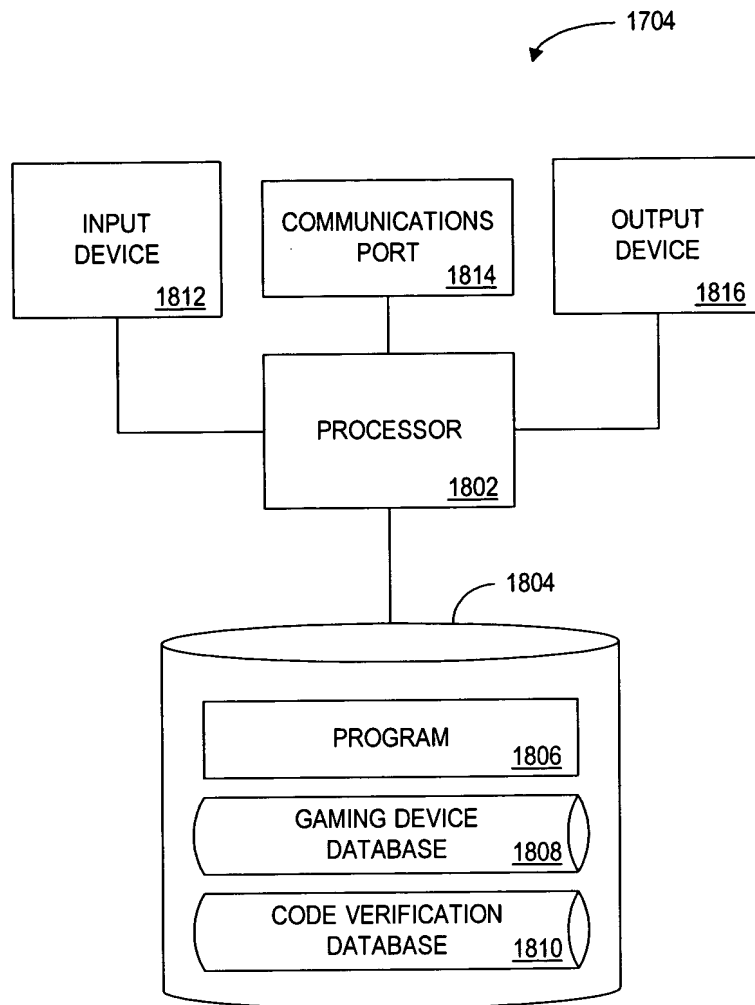 1704
INPUT
DEVICE
1812
COMMUNICATIONS
PORT
1814
OUTPUT
DEVICE
1816
PROCESSOR
1802
1804
PROGRAM
1806
GAMING DEVICE
DATABASE
1808
CODE VERIFICATION
DATABASE
1810